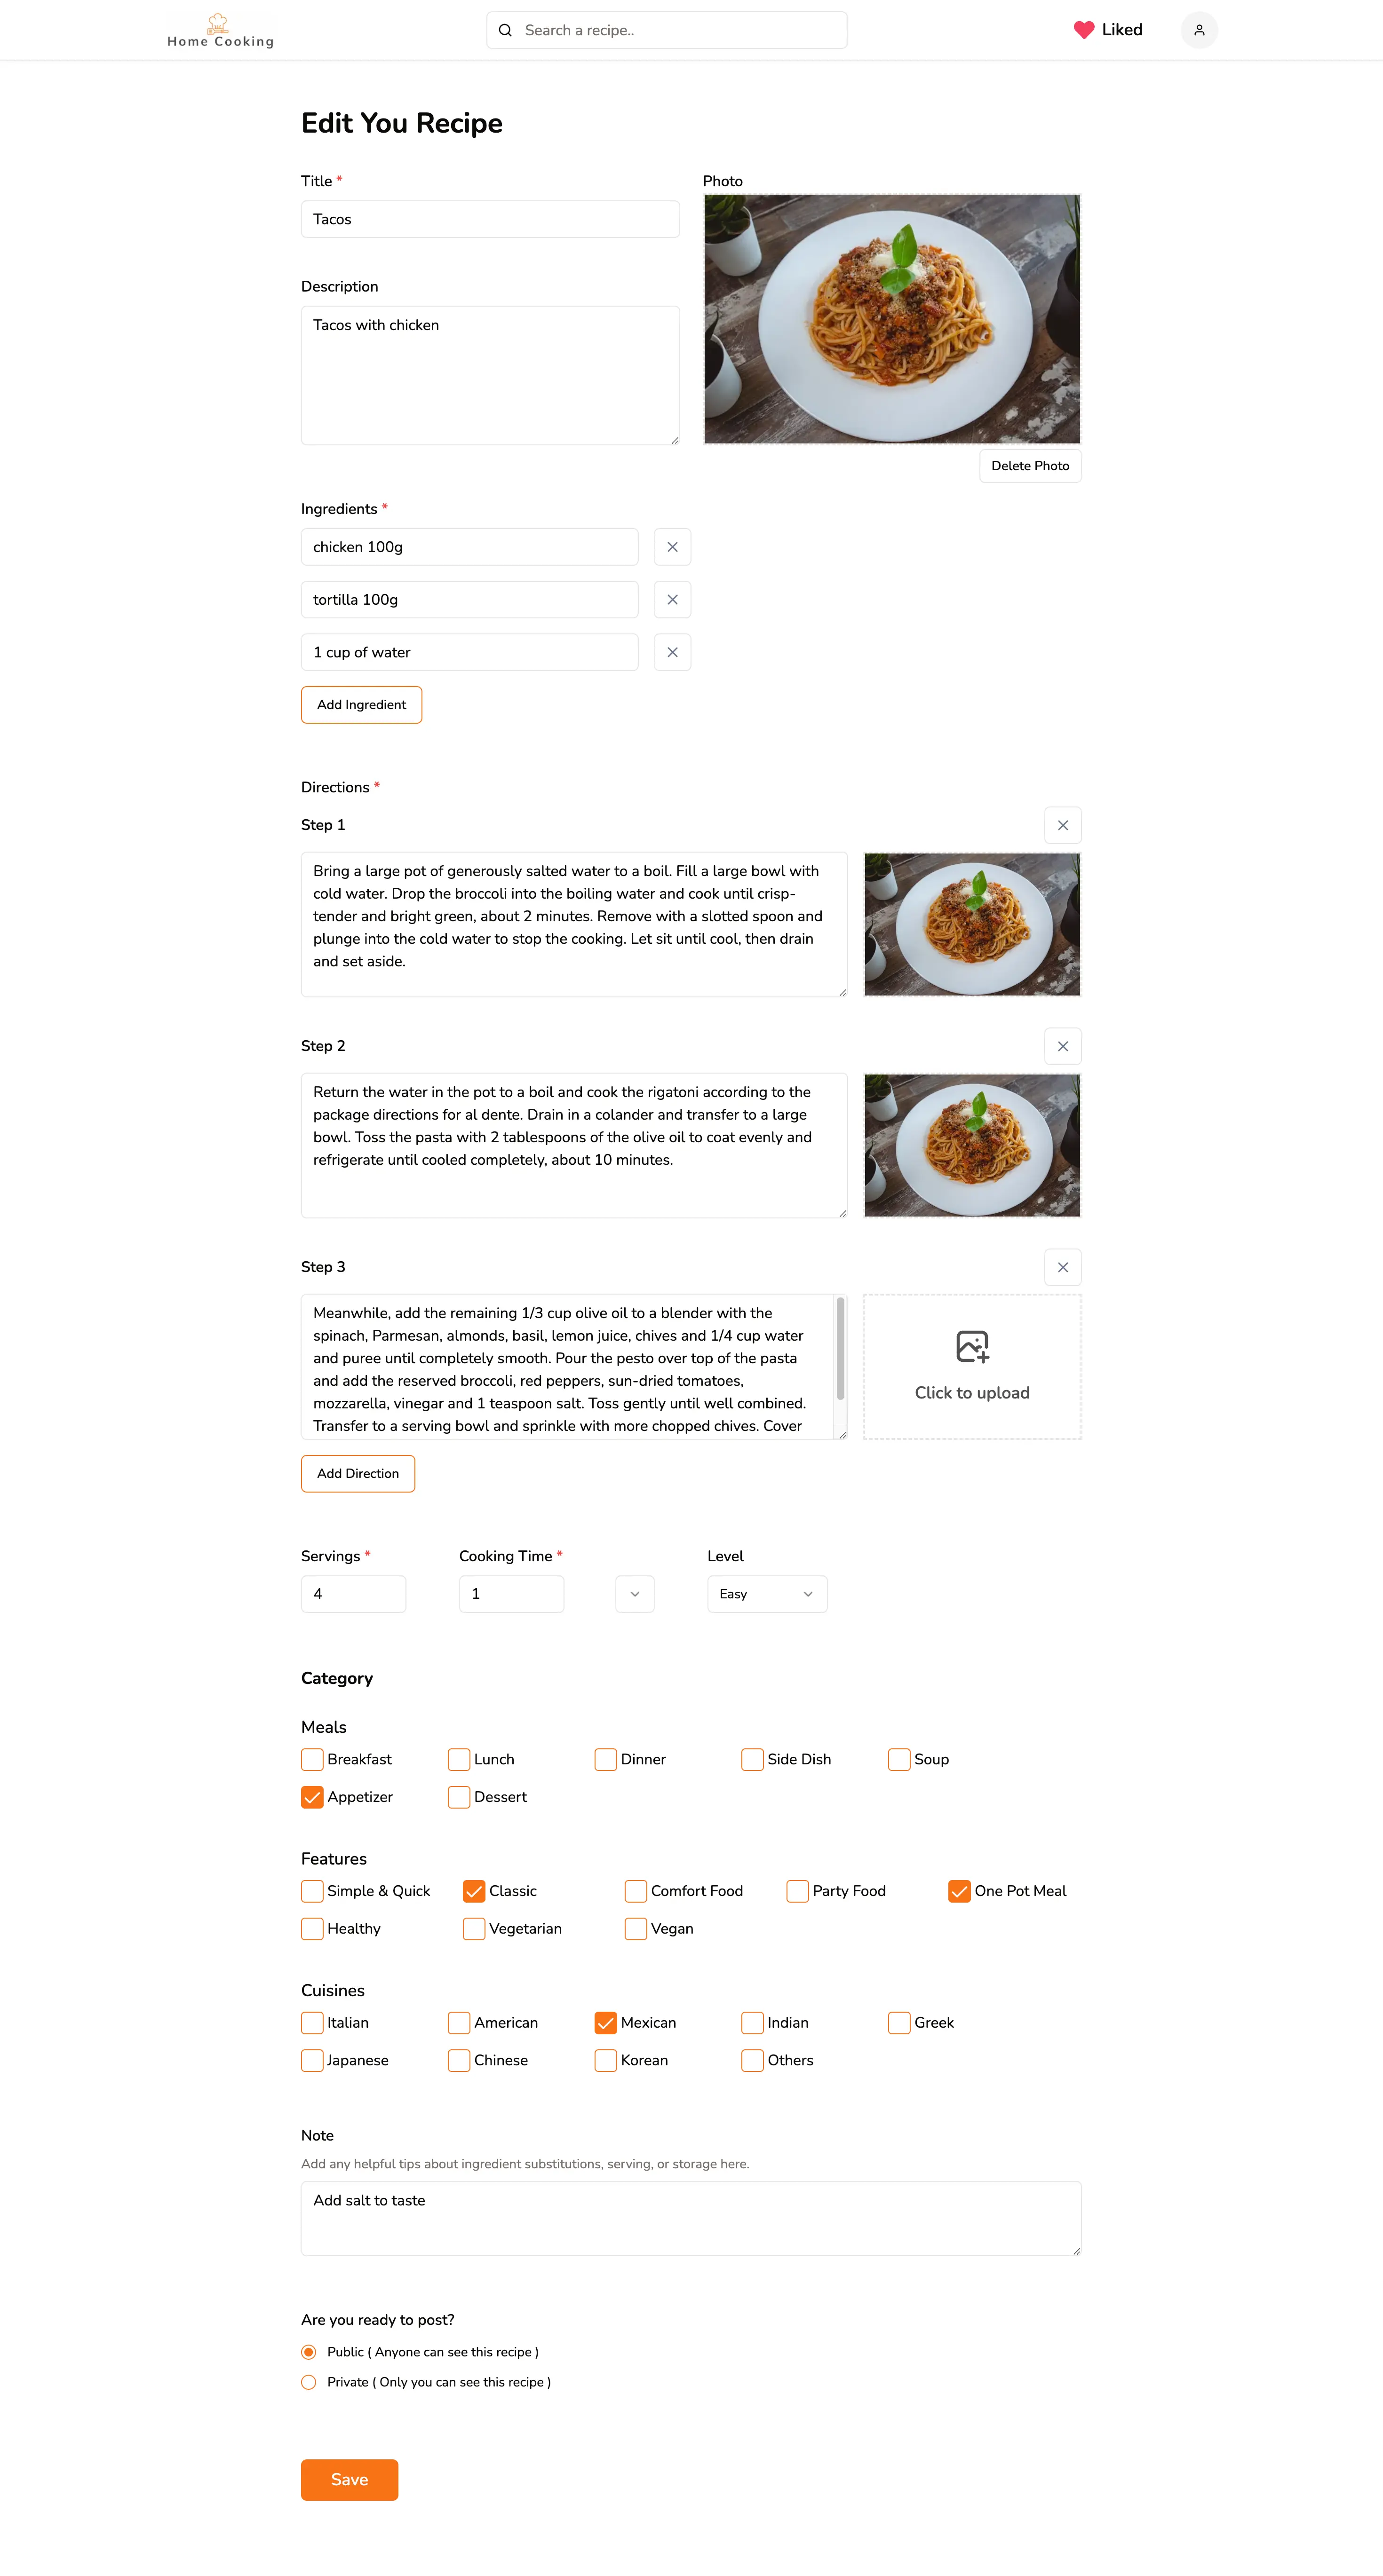 Home Cooking
Search a recipe..
Liked
Edit You Recipe
Title *
Photo
Tacos
Description
Tacos with chicken
Delete Photo
Ingredients *
chicken 100g
tortilla 100g
1 cup of water
Add Ingredient
Directions *
Step 1
Bring a large pot of generously salted water to a boil. Fill a large bowl with
cold water. Drop the broccoli into the boiling water and cook until crisp-
tender and bright green, about 2 minutes. Remove with a slotted spoon and
plunge into the cold water to stop the cooking. Let sit until cool, then drain
and set aside.
Step 2
Return the water in the pot to a boil and cook the rigatoni according to the
package directions for al dente. Drain in a colander and transfer to a large
bowl. Toss the pasta with 2 tablespoons of the olive oil to coat evenly and
refrigerate until cooled completely, about 10 minutes.
Step 3
Meanwhile, add the remaining 1/3 cup olive oil to a blender with the
spinach, Parmesan, almonds, basil, lemon juice, chives and 1/4 cup water
and puree until completely smooth. Pour the pesto over top of the pasta
and add the reserved broccoli, red peppers, sun-dried tomatoes,
mozzarella, vinegar and 1 teaspoon salt. Toss gently until well combined.
Transfer to a serving bowl and sprinkle with more chopped chives. Cover
Click to upload
Add Direction
Servings *
Cooking Time *
Level
4
1
Easy
Category
Meals
Breakfast
Lunch
Dinner
Side Dish
Soup
Appetizer
Dessert
Features
Simple & Quick
Classic
Comfort Food
Party Food
One Pot Meal
Healthy
Vegetarian
Vegan
Cuisines
Italian
American
Mexican
Indian
Greek
Japanese
Chinese
Korean
Others
Note
Add any helpful tips about ingredient substitutions, serving, or storage here.
Add salt to taste
Are you ready to post?
Public ( Anyone can see this recipe )
Private ( Only you can see this recipe )
Save